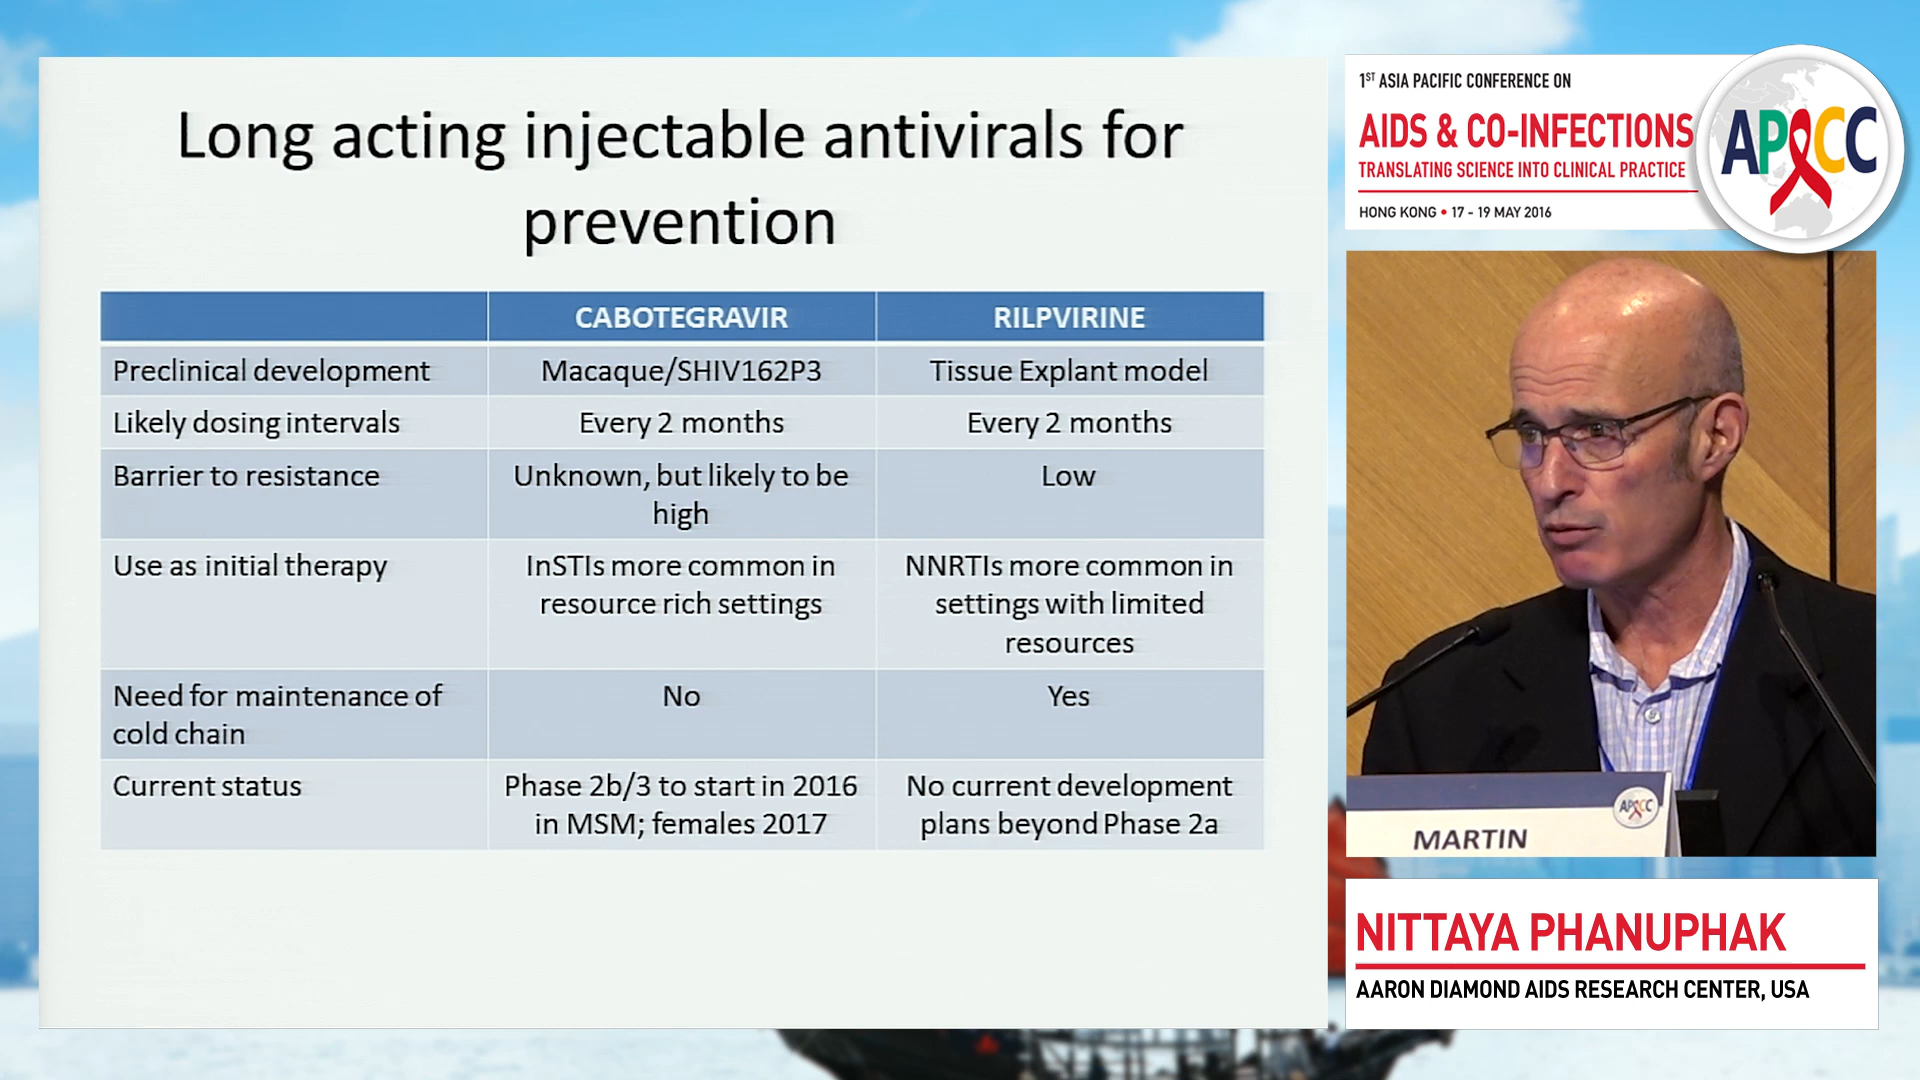 Long acting injectable antivirals for
prevention
CABOTEGRAVIR RILPVIRINE
Preclinical development Macaque/SHIV162P3 Tissue Explant model
Likely dosing intervals Every 2 months Every 2 months
Barrier to resistance Unknown, but likely to be Low
high
Use as initial therapy InSTIs more common in NNRTIs more common in
resource rich settings settings with limited
resources
Need for maintenance of No Yes
cold chain
Current status Phase 2b/3 to start in 2016 No current development
in MSM; females 2017 plans beyond Phase 2a
1ST ASIA PACIFIC CONFERENCE ON
AIDS & CO-INFECTIONS
TRANSLATING SCIENCE INTO CLINICAL PRACTICE
HONG KONG • 17 - 19 MAY 2016
APACC
APACC
MARTIN
NITTAYA PHANUPHAK
AARON DIAMOND AIDS RESEARCH CENTER, USA